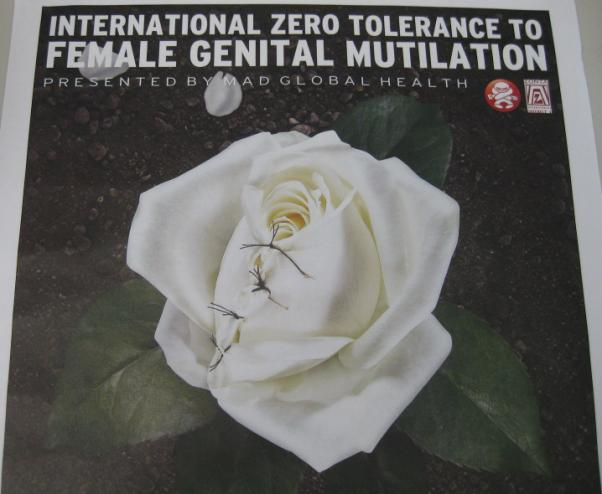 INTERNATIONAL ZERO TOLERANCE TO
FEMALE GENITAL MUTILATION
PRESENTED BY MAD GLOBAL HEALTH